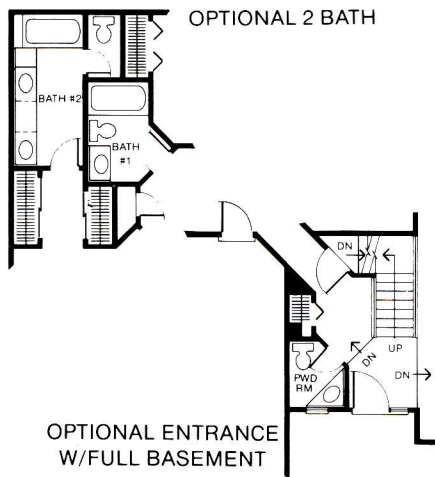 OPTIONAL 2 BATH
BATH #2
BATH
#1
DN
UP
DN
DN
PWD
RM
OPTIONAL ENTRANCE
W/FULL BASEMENT